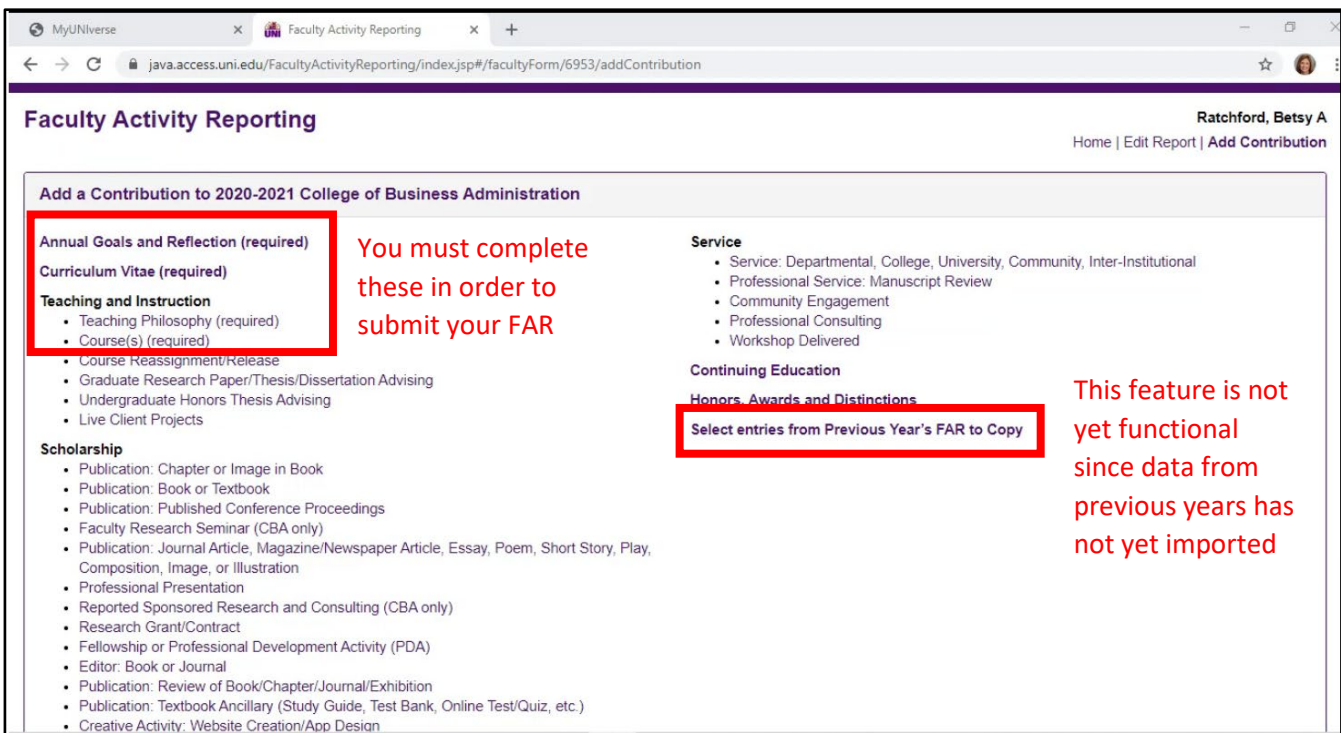 MyUNIverse
Faculty Activity Reporting
java.access.uni.edu/FacultyActivityReporting/index.jsp#/facultyForm/6953/addContribution
Faculty Activity Reporting
Ratchford, Betsy A
Home | Edit Report | Add Contribution
Add a Contribution to 2020-2021 College of Business Administration
Annual Goals and Reflection (required)
Curriculum Vitae (required)
Teaching and Instruction
• Teaching Philosophy (required)
• Course(s) (required)
• Course Reassignment/Release
• Graduate Research Paper/Thesis/Dissertation Advising
• Undergraduate Honors Thesis Advising
• Live Client Projects
You must complete
these in order to
submit your FAR
Scholarship
• Publication: Chapter or Image in Book
• Publication: Book or Textbook
• Publication: Published Conference Proceedings
• Faculty Research Seminar (CBA only)
• Publication: Journal Article, Magazine/Newspaper Article, Essay, Poem, Short Story, Play,
Composition, Image, or Illustration
• Professional Presentation
• Reported Sponsored Research and Consulting (CBA only)
• Research Grant/Contract
• Fellowship or Professional Development Activity (PDA)
• Editor: Book or Journal
• Publication: Review of Book/Chapter/Journal/Exhibition
• Publication: Textbook Ancillary (Study Guide, Test Bank, Online Test/Quiz, etc.)
• Creative Activity: Website Creation/App Design
Service
• Service: Departmental, College, University, Community, Inter-Institutional
• Professional Service: Manuscript Review
• Community Engagement
• Professional Consulting
• Workshop Delivered
Continuing Education
Honors, Awards and Distinctions
Select entries from Previous Year's FAR to Copy
This feature is not
yet functional
since data from
previous years has
not yet imported